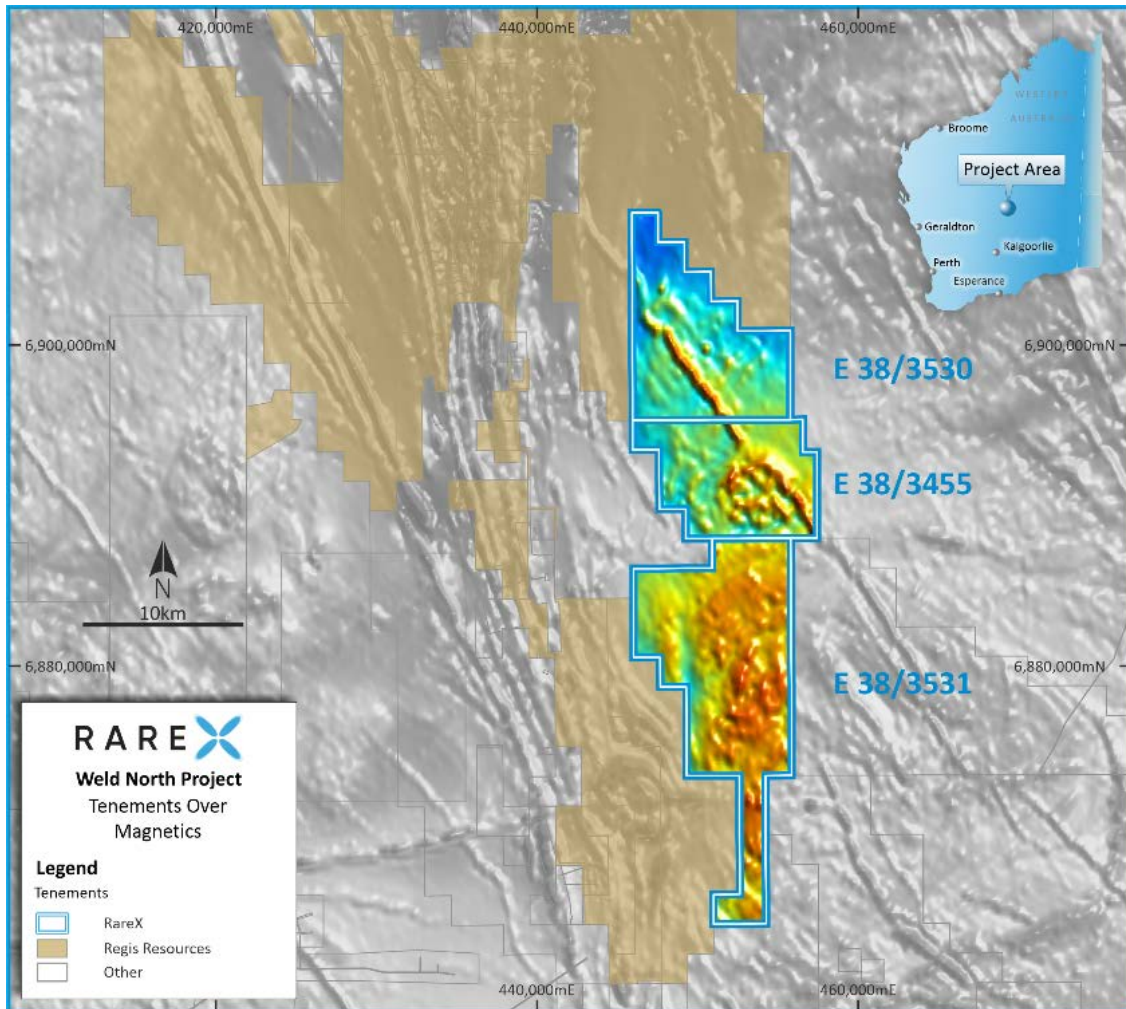 420,000mE
440,000mE
460,000mE
WESTERN
AUSTRALIA
Broome
Project Area
Geraldton
Kalgoorlie
Perth
Esperance
6,900,000mN
6,900,000mN
E 38/3530
E 38/3455
N
10km
6,880,000mN
6,880,000mN
E 38/3531
RAREX
Weld North Project
Tenements Over
Magnetics
Legend
Tenements
RareX
Regis Resources
Other
440,000mE
460,000mE